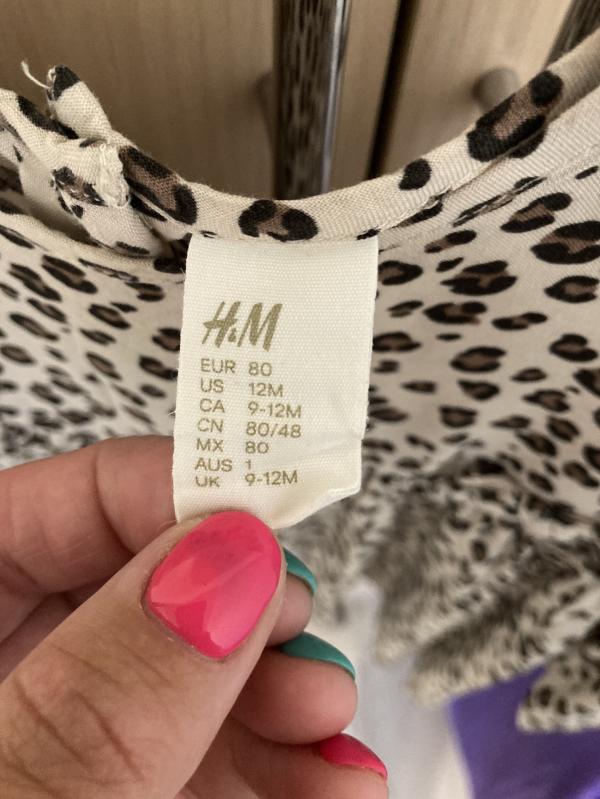 H&M
EUR 80
US 12M
CA 9-12M
CN 80/48
MX 80
AUS 1
UK 9-12M